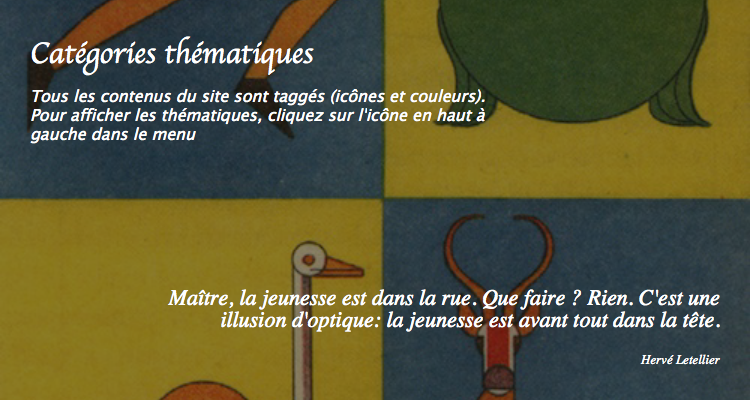 Catégories thématiques
Tous les contenus du site sont taggés (icônes et couleurs).
Pour afficher les thématiques, cliquez sur l'icône en haut à
gauche dans le menu
Maître, la jeunesse est dans la rue. Que faire ? Rien. C'est une
illusion d'optique: la jeunesse est avant tout dans la tête.
Hervé Letellier